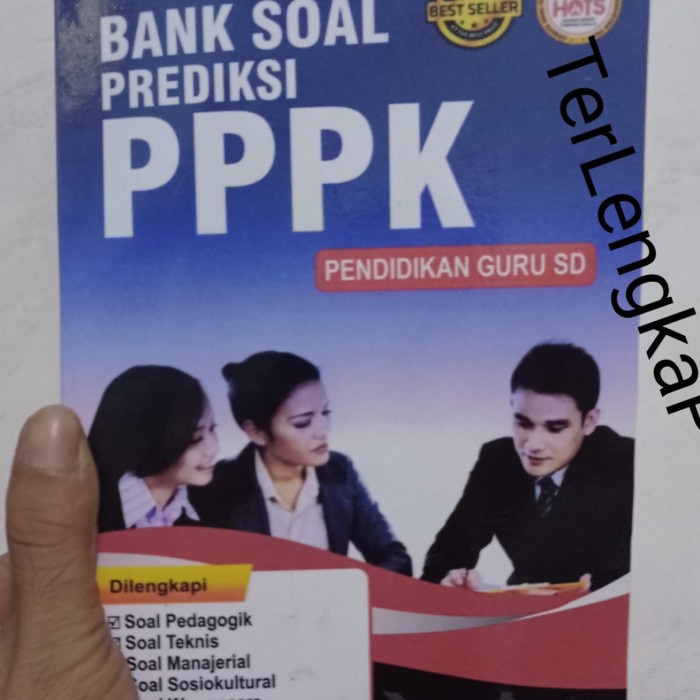 BANK SOAL
PREDIKSI
PPPK
BEST SELLER
HOTS
PENDIDIKAN GURU SD
TerLengkaP
Dilengkapi
Soal Pedagogik
Soal Teknis
Soal Manajerial
Soal Sosiokultural